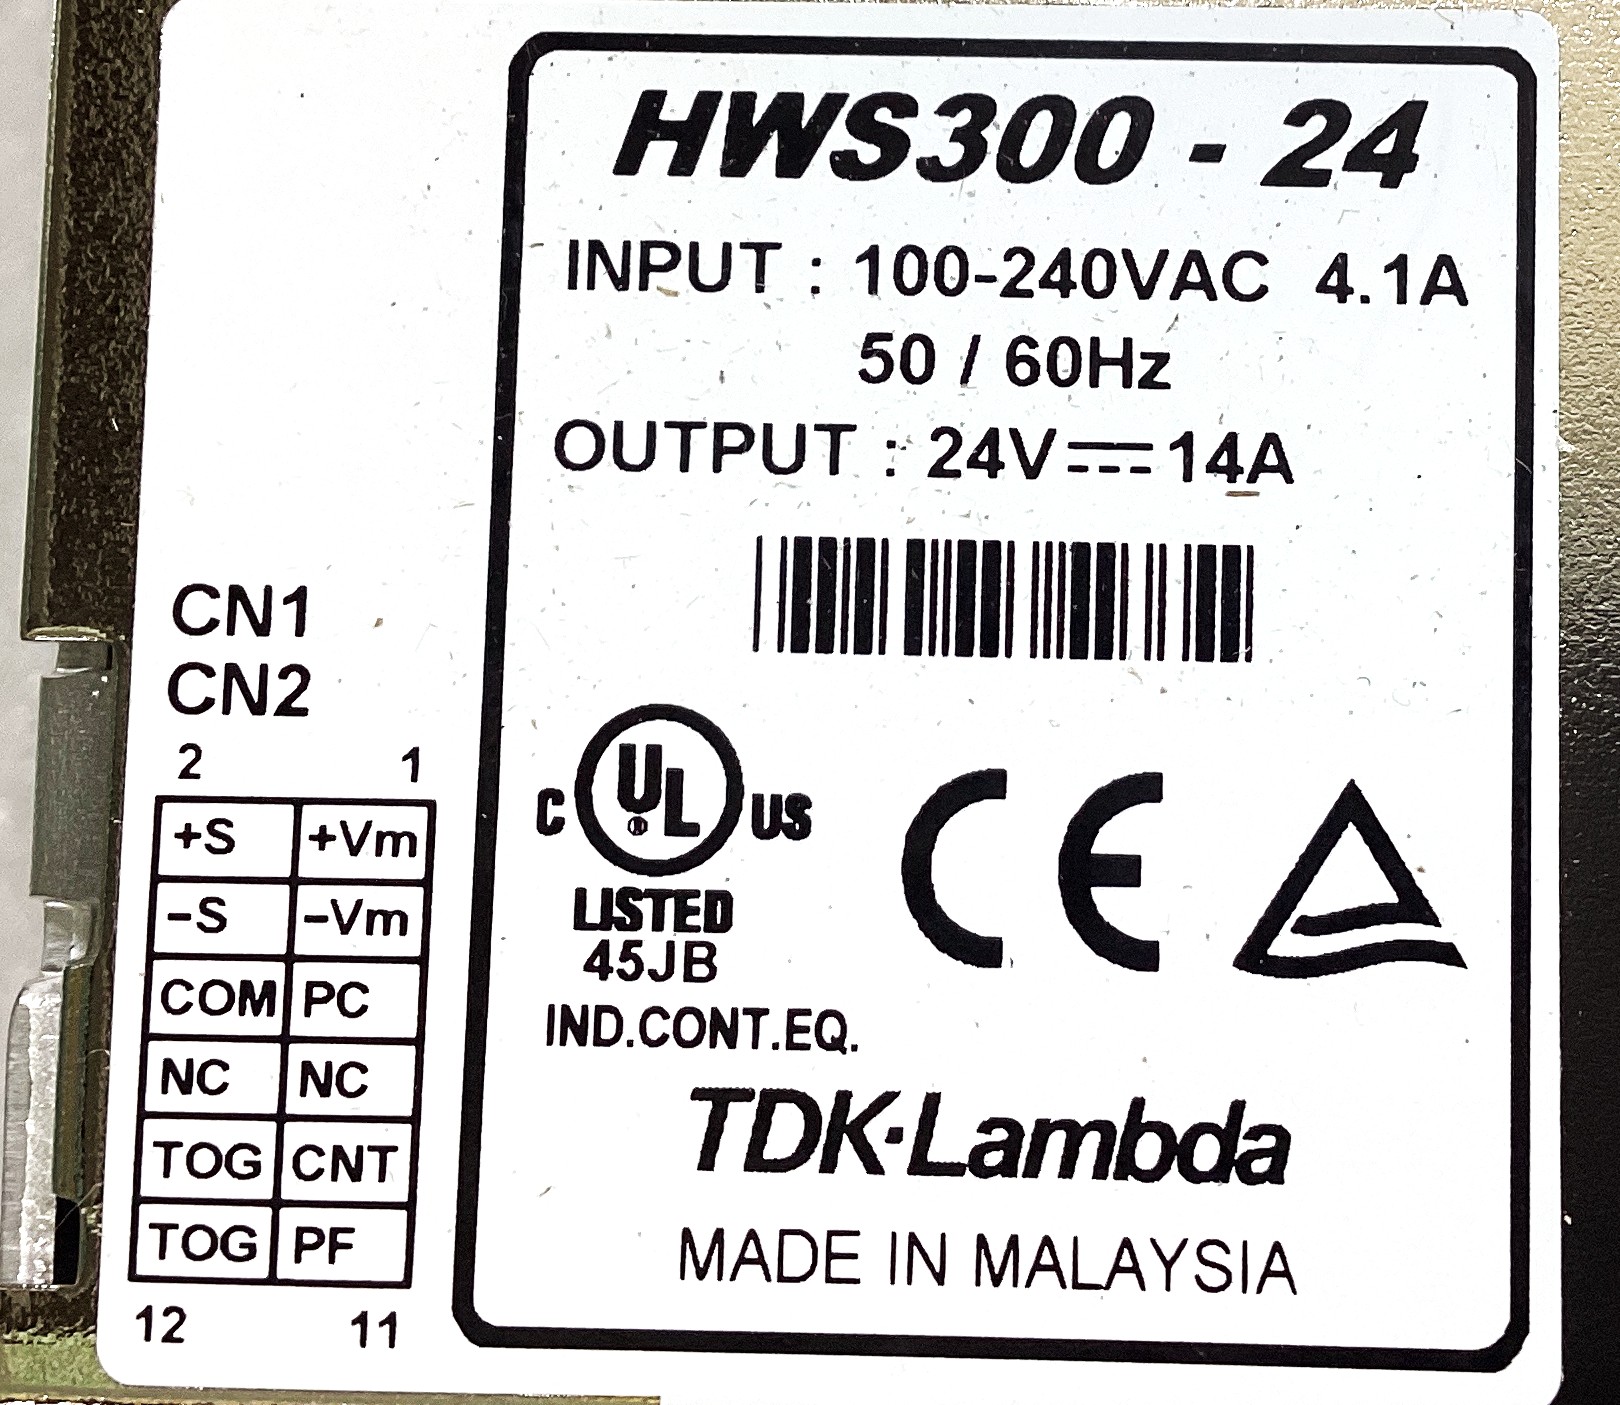 HWS300 - 24
INPUT : 100-240VAC 4.1A
50 / 60Hz
OUTPUT : 24V⎓14A
CN1
CN2
2 1
+S +Vm
–S –Vm
COM PC
NC NC
TOG CNT
TOG PF
12 11
C UL® US
LISTED
45JB
IND.CONT.EQ.
CE
TDK·Lambda
MADE IN MALAYSIA